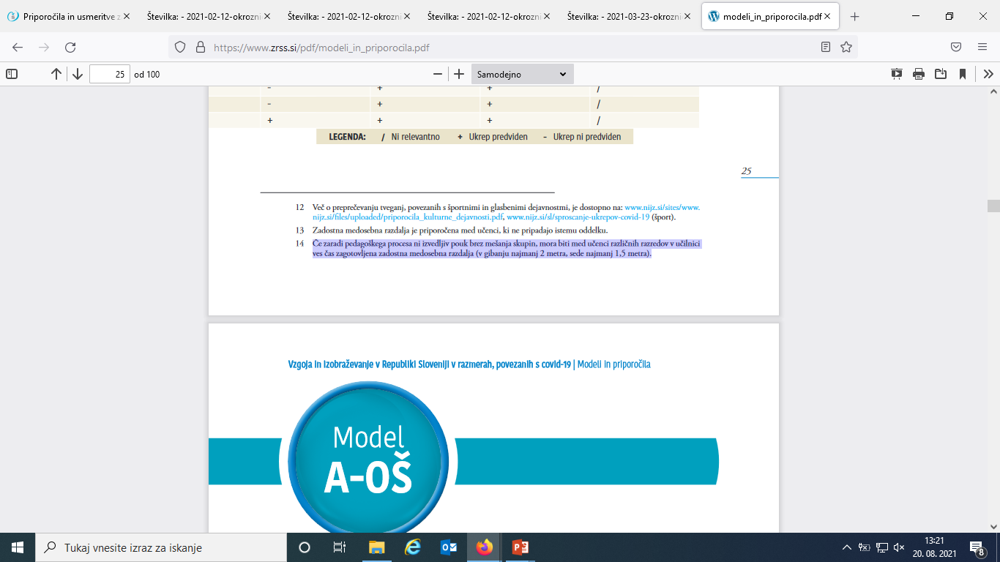 Priporočila in usmeritve z
Številka: - 2021-02-12-okrozni
Številka: - 2021-02-12-okrozni
Številka: - 2021-02-12-okrozni
Številka: - 2021-03-23-okrozni
modeli_in_priporocila.pdf
https://www.zrss.si/pdf/modeli_in_priporocila.pdf
25 od 100
Samodejno
- + + /
- + + /
+ + + /
LEGENDA: / Ni relevantno + Ukrep predviden - Ukrep ni predviden
25
12 Več o preprečevanju tveganj, povezanih s športnimi in glasbenimi dejavnostmi, je dostopno na: www.nijz.si/sites/www.
nijz.si/files/uploaded/priporocila_kulturne_dejavnosti.pdf, www.nijz.si/sl/sproscanje-ukrepov-covid-19 (šport).
13 Zadostna medosebna razdalja je priporočena med učenci, ki ne pripadajo istemu oddelku.
14 Če zaradi pedagoškega procesa ni izvedljiv pouk brez mešanja skupin, mora biti med učenci različnih razredov v učilnici
ves čas zagotovljena zadostna medosebna razdalja (v gibanju najmanj 2 metra, sede najmanj 1,5 metra).
Vzgoja in izobraževanje v Republiki Sloveniji v razmerah, povezanih s covid-19 | Modeli in priporočila
Model
A-OŠ
Tukaj vnesite izraz za iskanje
13:21
20. 08. 2021
8